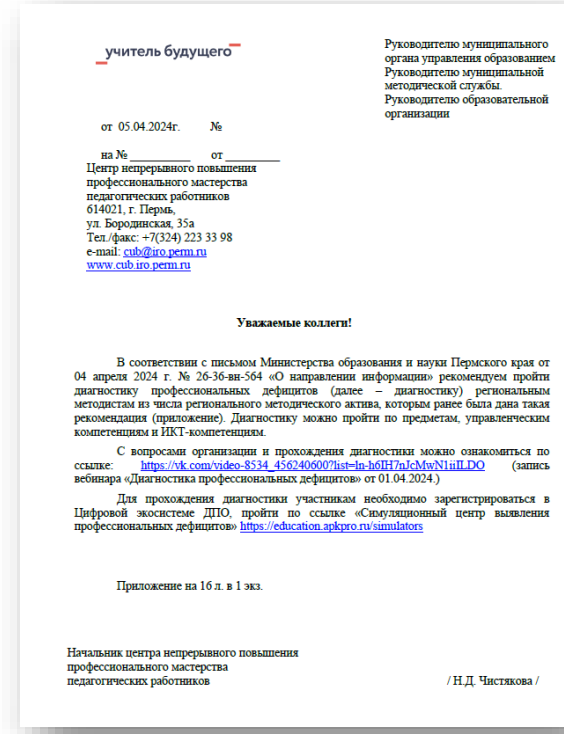 учитель будущего
Руководителю муниципального
органа управления образованием
Руководителю муниципальной
методической службы.
Руководителю образовательной
организации
от 05.04.2024г. №
на № __________ от _________
Центр непрерывного повышения
профессионального мастерства
педагогических работников
614021, г. Пермь,
ул. Бородинская, 35а
Тел./факс: +7(324) 223 33 98
e-mail: cub@iro.perm.ru
www.cub.iro.perm.ru
Уважаемые коллеги!
В соответствии с письмом Министерства образования и науки Пермского края от
04 апреля 2024 г. № 26-36-вн-564 «О направлении информации» рекомендуем пройти
диагностику профессиональных дефицитов (далее – диагностику) региональным
методистам из числа регионального методического актива, которым ранее была дана такая
рекомендация (приложение). Диагностику можно пройти по предметам, управленческим
компетенциям и ИКТ-компетенциям.
С вопросами организации и прохождения диагностики можно ознакомиться по
ссылке: https://vk.com/video-8534_456240600?list=ln-h6IH7nJcMwN1iiILDO (запись
вебинара «Диагностика профессиональных дефицитов» от 01.04.2024.)
Для прохождения диагностики участникам необходимо зарегистрироваться в
Цифровой экосистеме ДПО, пройти по ссылке «Симуляционный центр выявления
профессиональных дефицитов» https://education.apkpro.ru/simulators
Приложение на 16 л. в 1 экз.
Начальник центра непрерывного повышения
профессионального мастерства
педагогических работников / Н.Д. Чистякова /